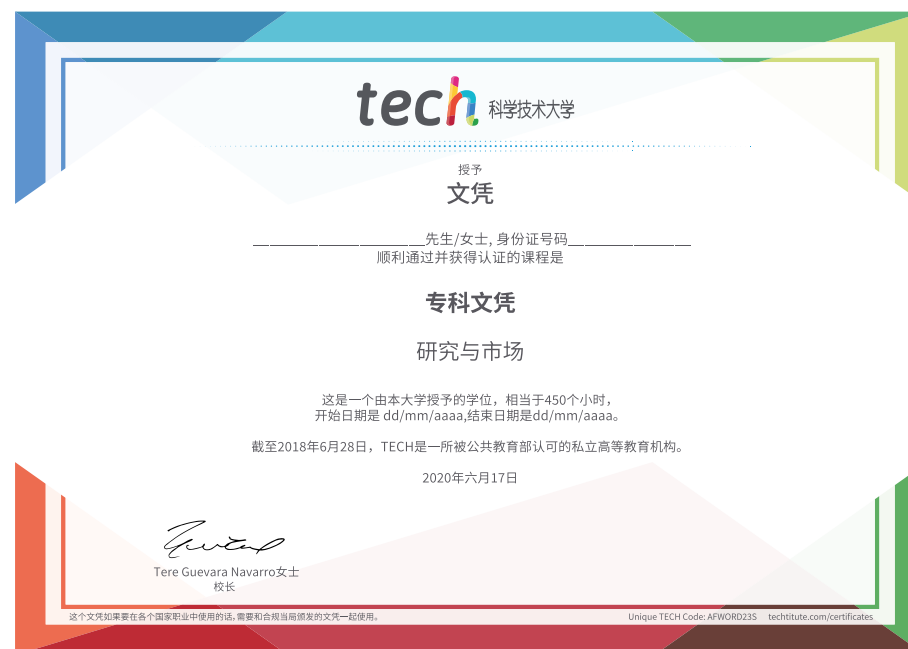 tech 科学技术大学
授予
文凭
______________________先生/女士, 身份证号码________________
顺利通过并获得认证的课程是
专科文凭
研究与市场
这是一个由本大学授予的学位，相当于450个小时，
开始日期是 dd/mm/aaaa,结束日期是dd/mm/aaaa。
截至2018年6月28日，TECH是一所被公共教育部认可的私立高等教育机构。
2020年六月17日
Tere Guevara Navarro女士
校长
这个文凭如果要在各个国家职业中使用的话，需要和合规当局颁发的文凭一起使用。
Unique TECH Code: AFWORD23S techtitute.com/certificates